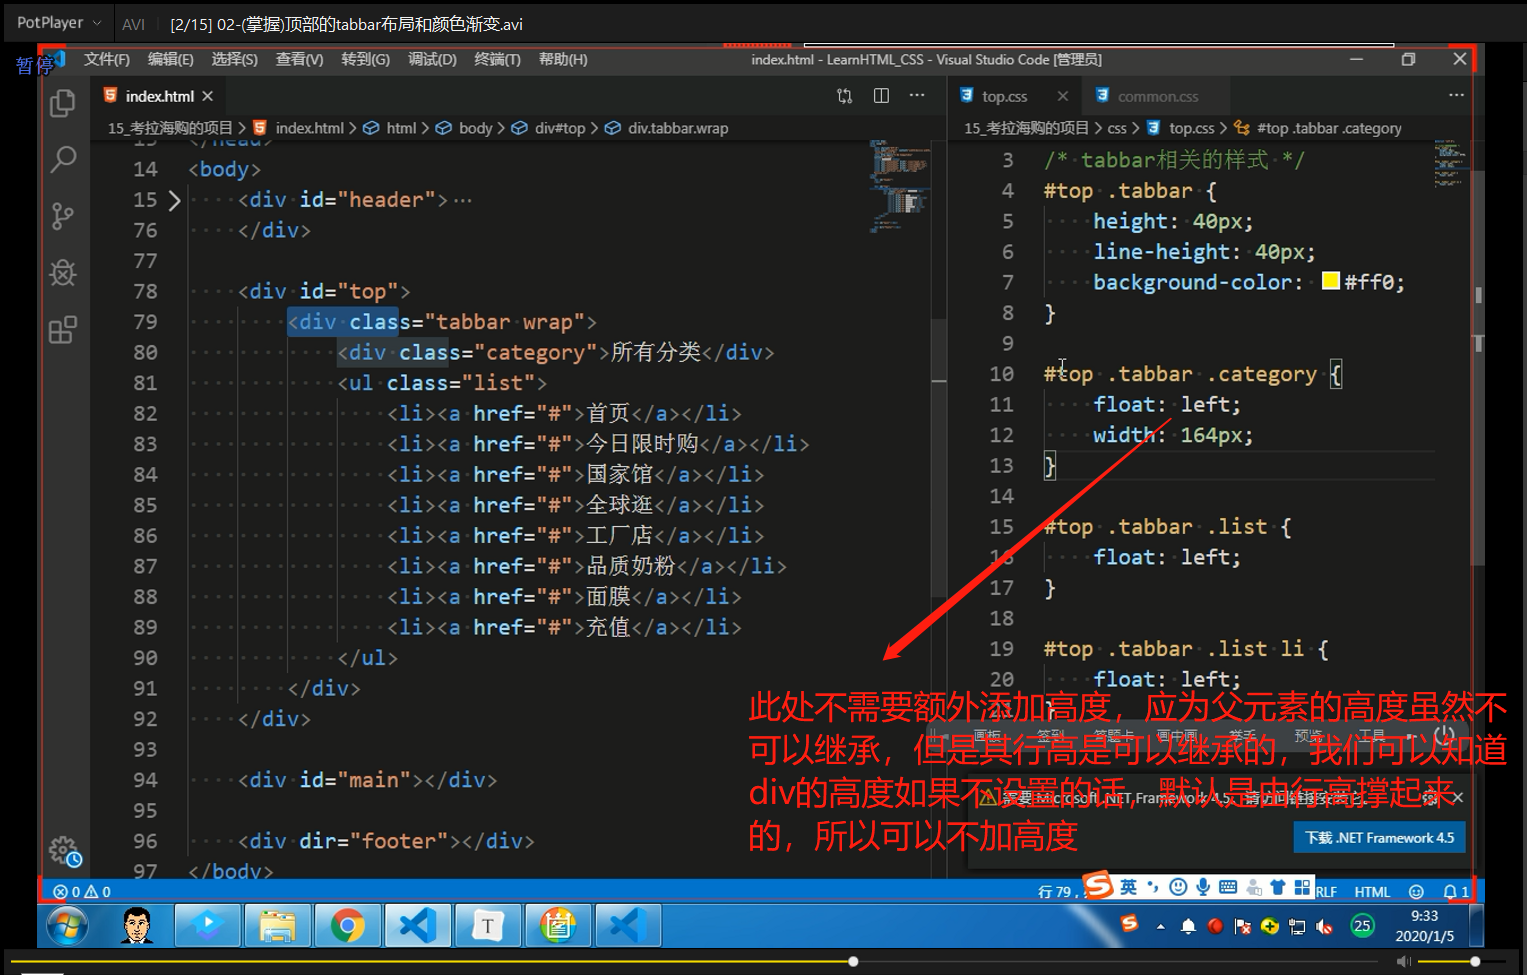 PotPlayer AVI [2/15] 02-(掌握)顶部的tabbar布局和颜色渐变.avi
暂停
文件(F) 编辑(E) 选择(S) 查看(V) 转到(G) 调试(D) 终端(T) 帮助(H) index.html - LearnHTML_CSS - Visual Studio Code [管理员]
index.html
15_考拉海购的项目 > index.html > html > body > div#top > div.tabbar.wrap
14 <body>
15 <div id="header">…
76 </div>
77
78 <div id="top">
79 <div class="tabbar wrap">
80 <div class="category">所有分类</div>
81 <ul class="list">
82 <li><a href="#">首页</a></li>
83 <li><a href="#">今日限时购</a></li>
84 <li><a href="#">国家馆</a></li>
85 <li><a href="#">全球逛</a></li>
86 <li><a href="#">工厂店</a></li>
87 <li><a href="#">品质奶粉</a></li>
88 <li><a href="#">面膜</a></li>
89 <li><a href="#">充值</a></li>
90 </ul>
91 </div>
92 </div>
93
94 <div id="main"></div>
95
96 <div dir="footer"></div>
97 </body>
top.css common.css
15_考拉海购的项目 > css > top.css > #top .tabbar .category
3 /* tabbar相关的样式 */
4 #top .tabbar {
5 height: 40px;
6 line-height: 40px;
7 background-color: #ff0;
8 }
9
10 #top .tabbar .category {
11 float: left;
12 width: 164px;
13 }
14
15 #top .tabbar .list {
16 float: left;
17 }
18
19 #top .tabbar .list li {
20 float: left;
此处不需要额外添加高度，应为父元素的高度虽然不
可以继承，但是其行高是可以继承的，我们可以知道
div的高度如果不设置的话，默认是由行高撑起来
的，所以可以不加高度
画板 签到 答题卡 画中画 举手 预览 工具
需要 Microsoft .NET Framework 4.5
下载 .NET Framework 4.5
0 0 行 79 英 RLF HTML 1
25 9:33
2020/1/5